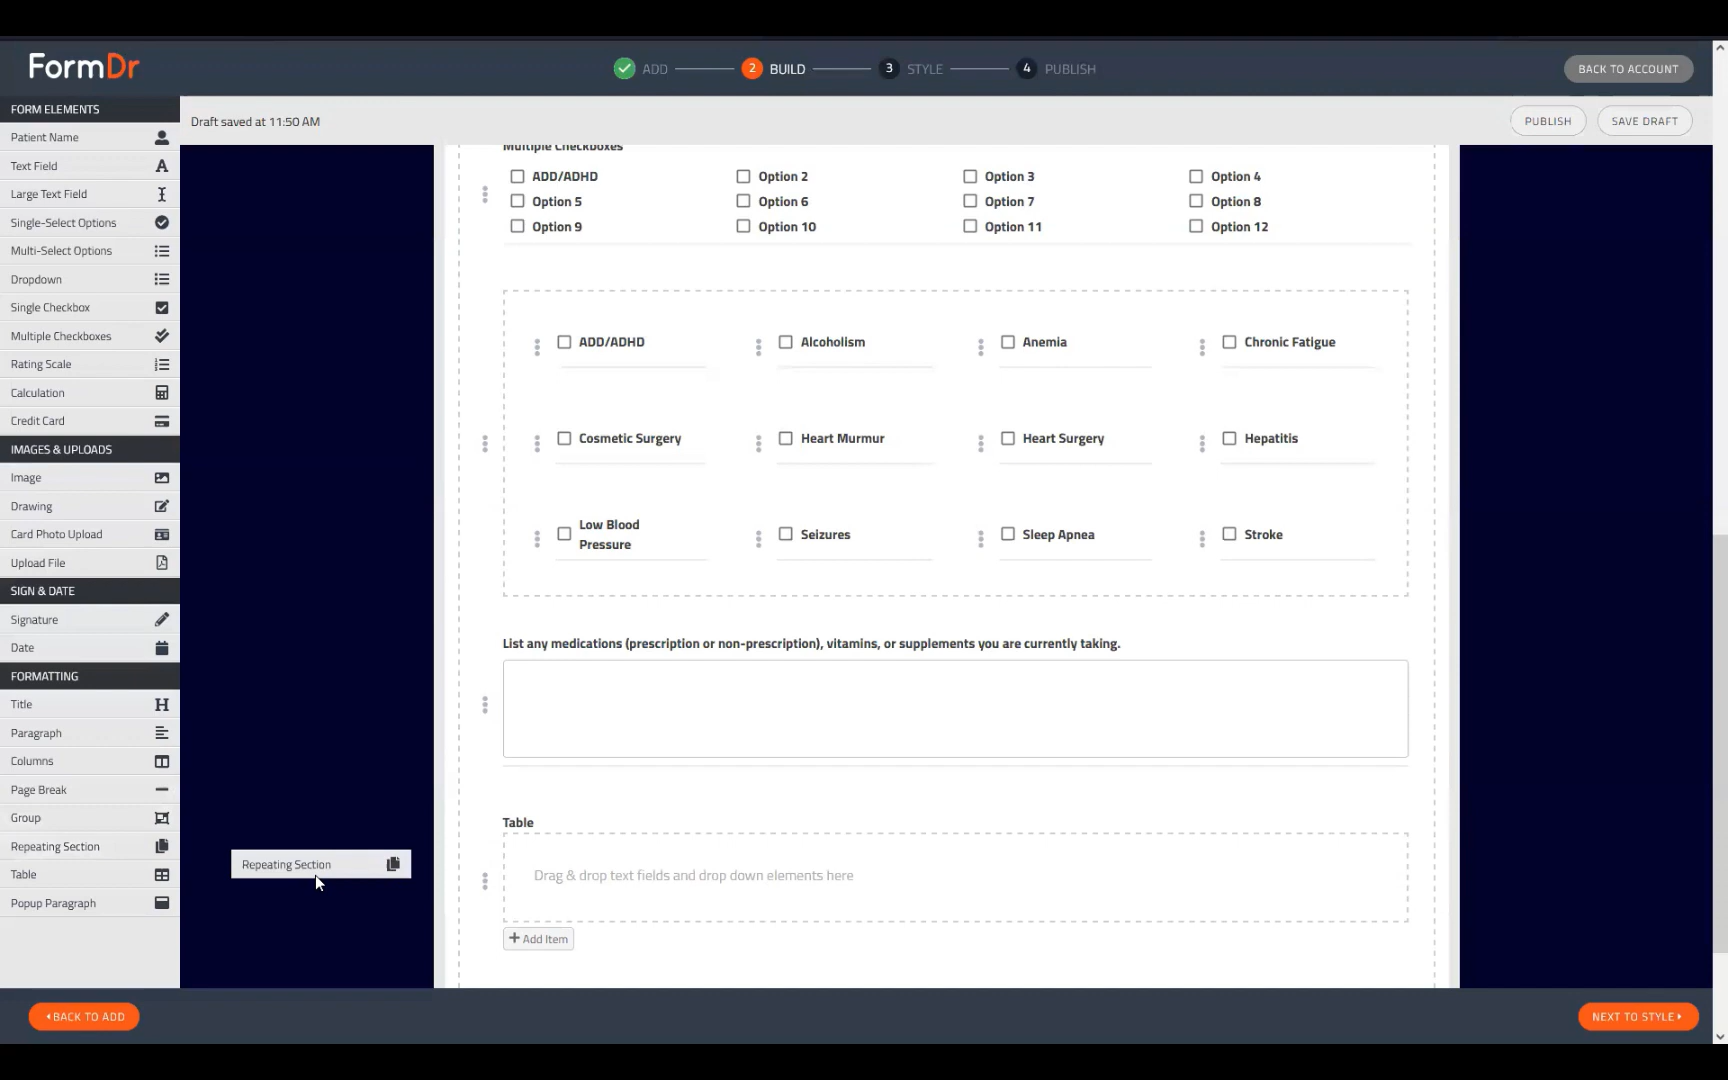 FormDr
ADD
2 BUILD
3 STYLE
4 PUBLISH
BACK TO ACCOUNT
FORM ELEMENTS
Patient Name
Text Field
Large Text Field
Single-Select Options
Multi-Select Options
Dropdown
Single Checkbox
Multiple Checkboxes
Rating Scale
Calculation
Credit Card
IMAGES & UPLOADS
Image
Drawing
Card Photo Upload
Upload File
SIGN & DATE
Signature
Date
FORMATTING
Title
Paragraph
Columns
Page Break
Group
Repeating Section
Table
Popup Paragraph
Draft saved at 11:50 AM
PUBLISH
SAVE DRAFT
Multiple Checkboxes
ADD/ADHD Option 2 Option 3 Option 4
Option 5 Option 6 Option 7 Option 8
Option 9 Option 10 Option 11 Option 12
ADD/ADHD Alcoholism Anemia Chronic Fatigue
Cosmetic Surgery Heart Murmur Heart Surgery Hepatitis
Low Blood
Pressure Seizures Sleep Apnea Stroke
List any medications (prescription or non-prescription), vitamins, or supplements you are currently taking.
Table
Drag & drop text fields and drop down elements here
+ Add Item
Repeating Section
BACK TO ADD
NEXT TO STYLE